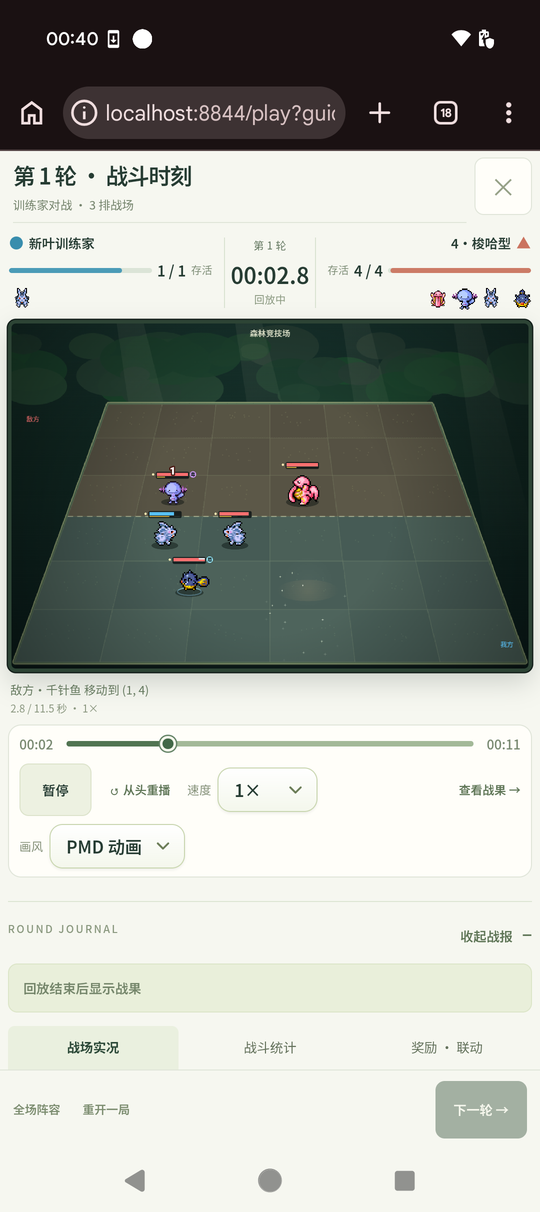 00:40
localhost:8844/play?guid
18
第 1 轮 · 战斗时刻
训练家对战 · 3 排战场
新叶训练家
1 / 1 存活
第 1 轮
00:02.8
回放中
4 · 梭哈型
存活 4 / 4
森林竞技场
敌方
1
我方
敌方 · 千针鱼 移动到 (1, 4)
2.8 / 11.5 秒 · 1×
00:02
00:11
暂停
↺ 从头重播
速度
1×
查看战果 →
画风
PMD 动画
ROUND JOURNAL
收起战报 −
回放结束后显示战果
战场实况
战斗统计
奖励 · 联动
全场阵容
重开一局
下一轮 →